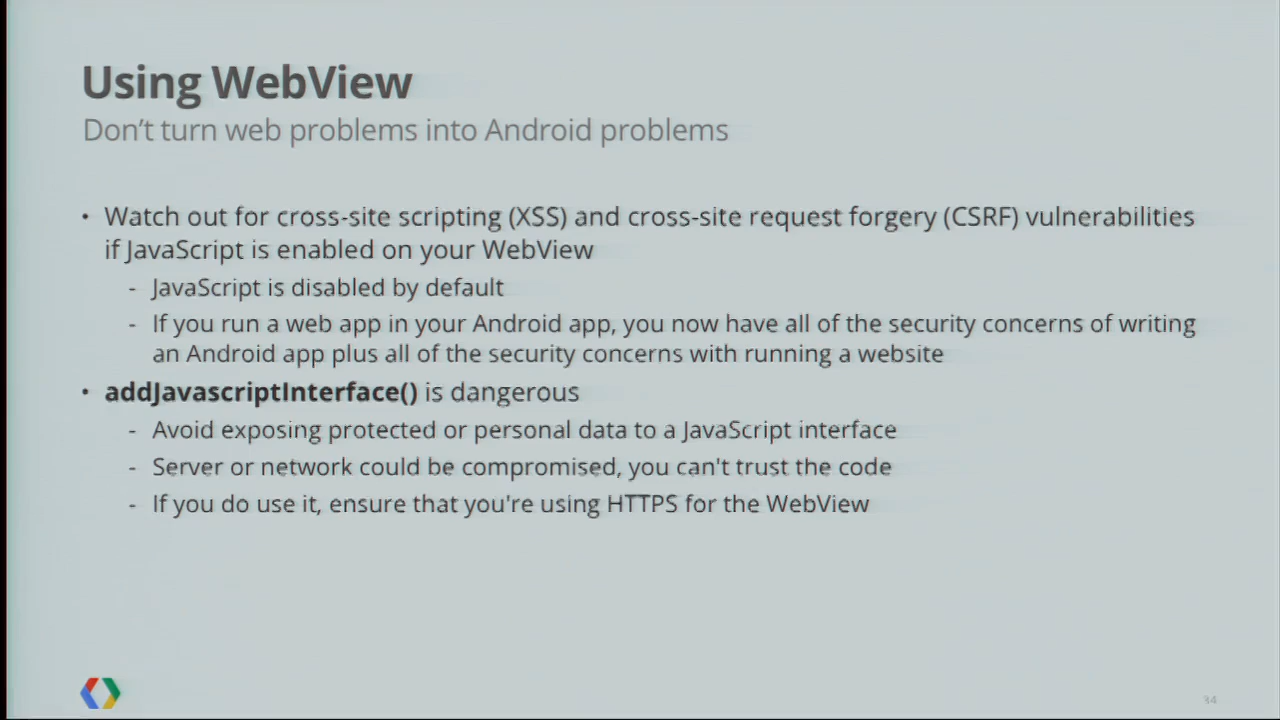 Using WebView
Don’t turn web problems into Android problems
• Watch out for cross-site scripting (XSS) and cross-site request forgery (CSRF) vulnerabilities
if JavaScript is enabled on your WebView
- JavaScript is disabled by default
- If you run a web app in your Android app, you now have all of the security concerns of writing
an Android app plus all of the security concerns with running a website
• addJavascriptInterface() is dangerous
- Avoid exposing protected or personal data to a JavaScript interface
- Server or network could be compromised, you can't trust the code
- If you do use it, ensure that you're using HTTPS for the WebView
34